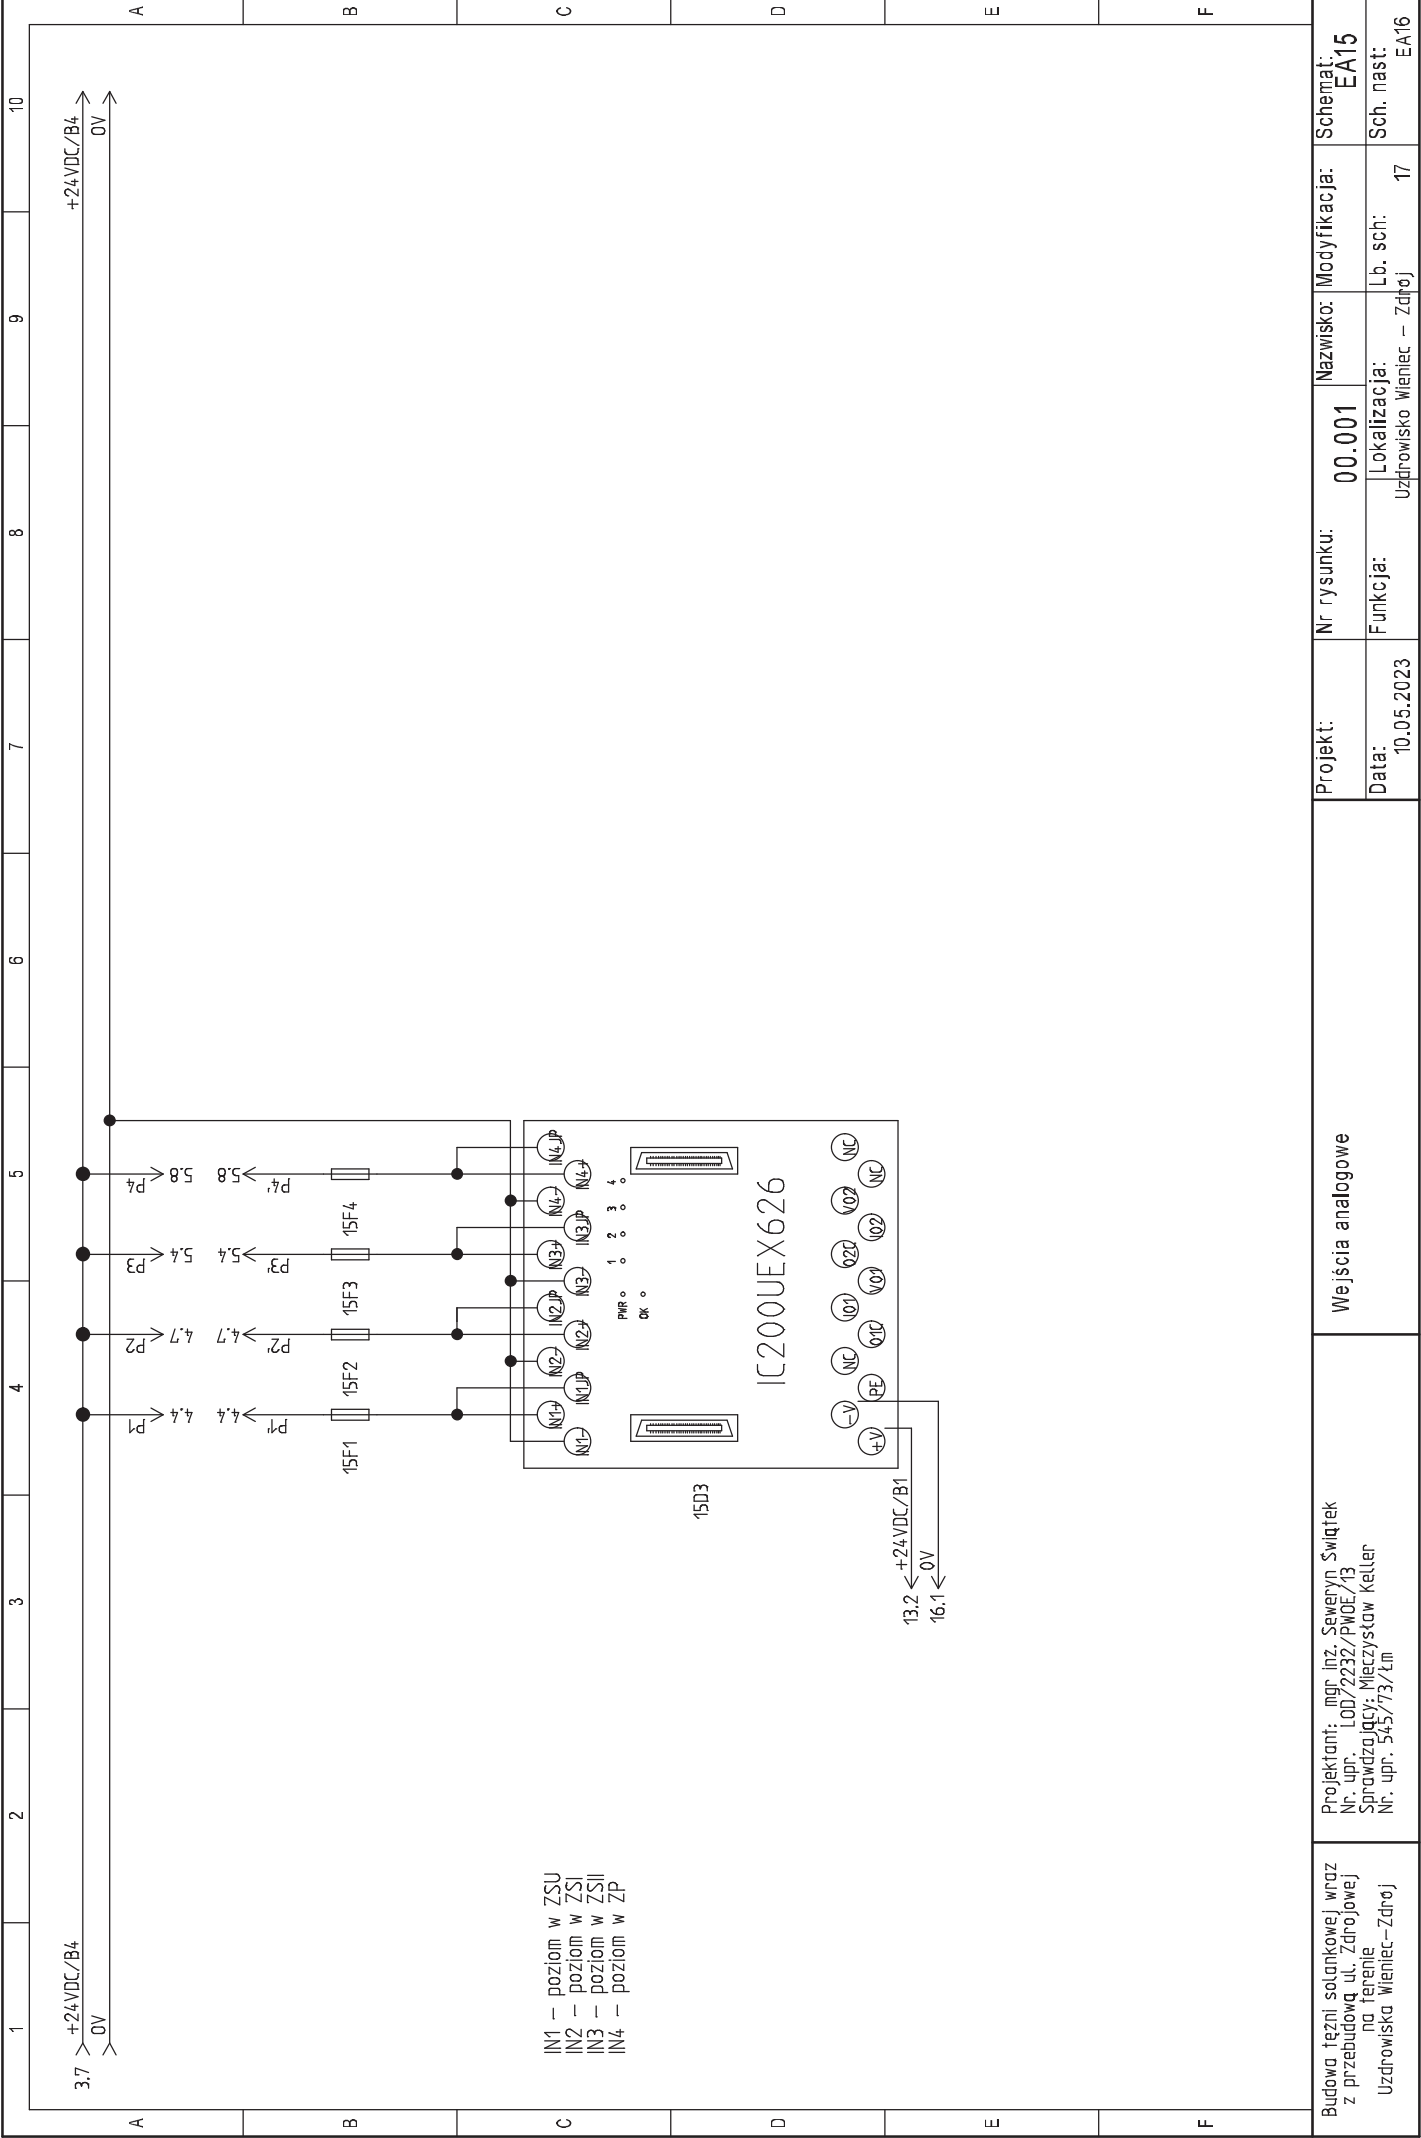 1 2 3 4 5 6 7 8 9 10
A A
B B
C C
D D
E E
F F
3.7
+24VDC/B4
0V
+24VDC/B4
0V
P1 P2 P3 P4
4.4 4.7 5.4 5.8
4.4 4.7 5.4 5.8
P1' P2' P3' P4'
15F1 15F2 15F3 15F4
IN1 – poziom w ZSU
IN2 – poziom w ZSI
IN3 – poziom w ZSII
IN4 – poziom w ZP
IN1+ IN2- IN2JP IN3+ IN4- IN4JP
IN1- IN1JP IN2+ IN3- IN3JP IN4+
PWR 1 2 3 4
OK
15D3
IC200UEX626
-V NC IO1 O2C VO2 NC
+V PE O1C VO1 IO2 NC
13.2
+24VDC/B1
16.1
0V
Budowa tężni solankowej wraz
z przebudową ul. Zdrojowej
na terenie
Uzdrowiska Wieniec–Zdrój
Projektant: mgr inż. Seweryn Świątek
Nr. upr. LOD/2232/PWOE/13
Sprawdzający: Mieczysław Keller
Nr. upr. 545/73/Łm
Wejścia analogowe
Projekt:
Data:
10.05.2023
Nr rysunku:
00.001
Funkcja:
Nazwisko:
Lokalizacja:
Uzdrowisko Wieniec – Zdrój
Modyfikacja:
Lb. sch:
17
Schemat:
EA15
Sch. nast:
EA16